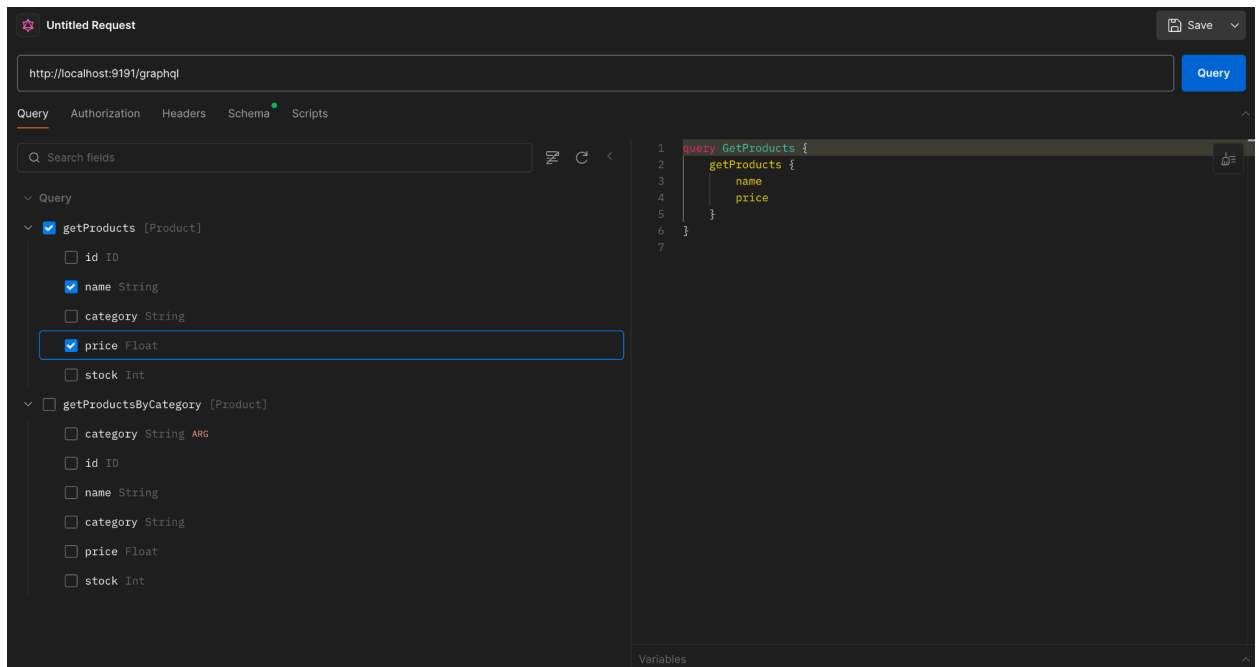 Untitled Request
Save
http://localhost:9191/graphql
Query
Query Authorization Headers Schema Scripts
Search fields
Query
getProducts [Product]
id ID
name String
category String
price Float
stock Int
getProductsByCategory [Product]
category String ARG
id ID
name String
category String
price Float
stock Int
1 query GetProducts {
2     getProducts {
3         name
4         price
5     }
6 }
7
Variables